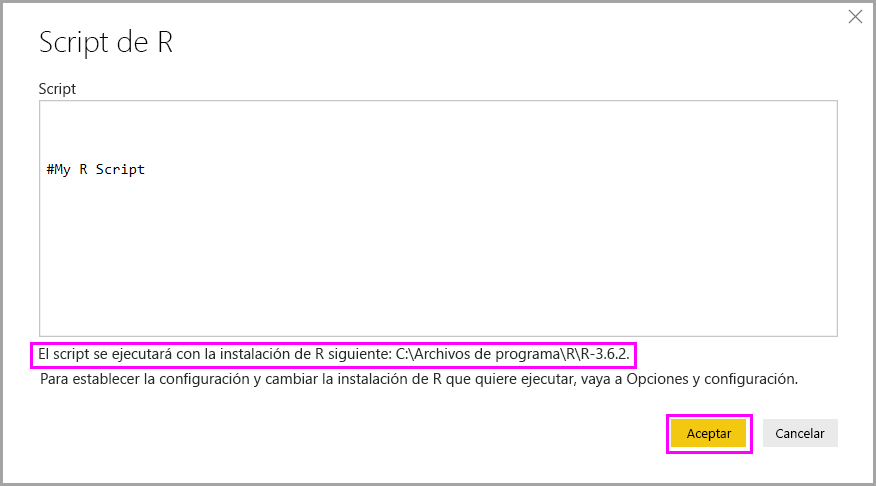 Script de R
Script
#My R Script
El script se ejecutará con la instalación de R siguiente: C:\Archivos de programa\R\R-3.6.2.
Para establecer la configuración y cambiar la instalación de R que quiere ejecutar, vaya a Opciones y configuración.
Aceptar
Cancelar